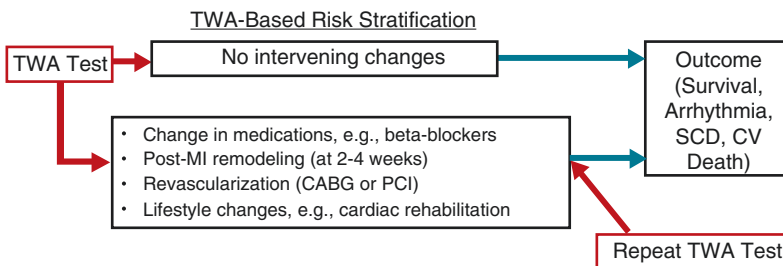 TWA-Based Risk Stratification
TWA Test
No intervening changes
Outcome
(Survival,
Arrhythmia,
SCD, CV
Death)
• Change in medications, e.g., beta-blockers
• Post-MI remodeling (at 2-4 weeks)
• Revascularization (CABG or PCI)
• Lifestyle changes, e.g., cardiac rehabilitation
Repeat TWA Test